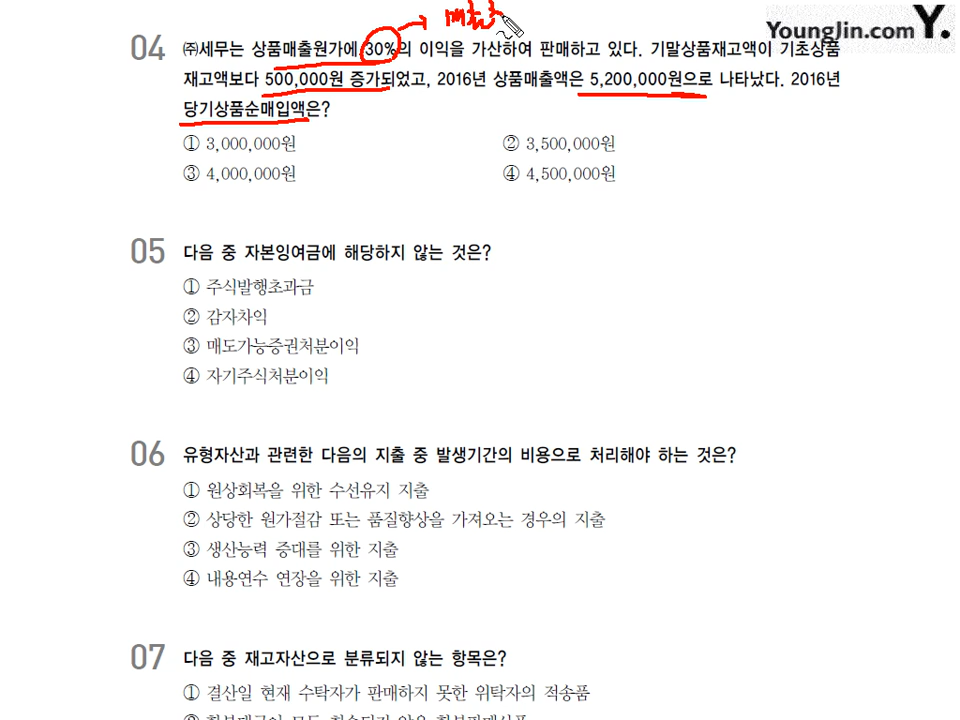 매출
YoungJin.com Y.
04 ㈜세무는 상품매출원가에 30%의 이익을 가산하여 판매하고 있다. 기말상품재고액이 기초상품
재고액보다 500,000원 증가되었고, 2016년 상품매출액은 5,200,000원으로 나타났다. 2016년
당기상품순매입액은?
① 3,000,000원 ② 3,500,000원
③ 4,000,000원 ④ 4,500,000원
05 다음 중 자본잉여금에 해당하지 않는 것은?
① 주식발행초과금
② 감자차익
③ 매도가능증권처분이익
④ 자기주식처분이익
06 유형자산과 관련한 다음의 지출 중 발생기간의 비용으로 처리해야 하는 것은?
① 원상회복을 위한 수선유지 지출
② 상당한 원가절감 또는 품질향상을 가져오는 경우의 지출
③ 생산능력 증대를 위한 지출
④ 내용연수 연장을 위한 지출
07 다음 중 재고자산으로 분류되지 않는 항목은?
① 결산일 현재 수탁자가 판매하지 못한 위탁자의 적송품